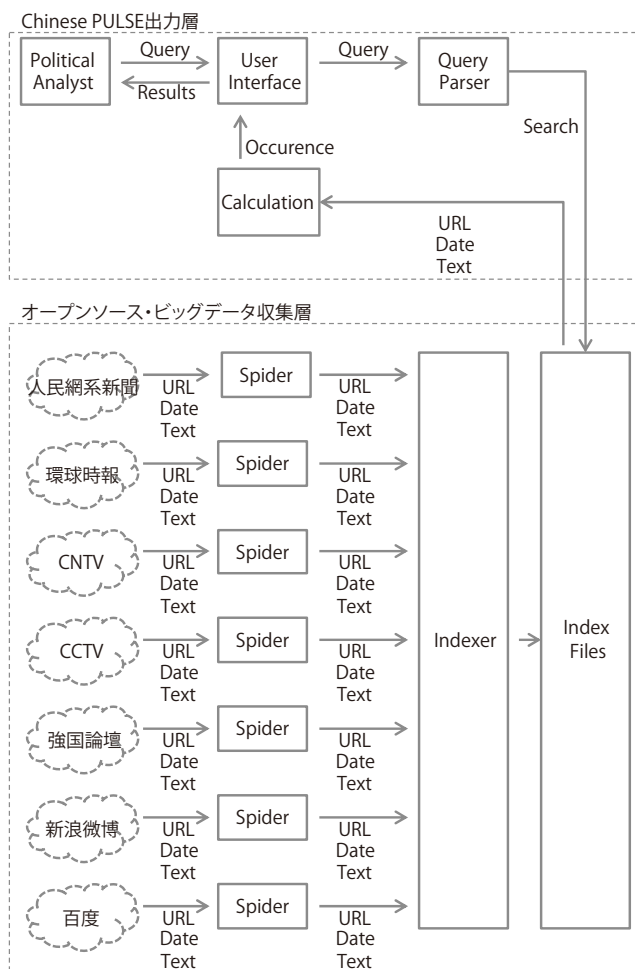 Chinese PULSE出力層
Political
Analyst
Query
Results
User
Interface
Query
Query
Parser
Search
Occurence
Calculation
URL
Date
Text
オープンソース・ビッグデータ収集層
人民網系新聞
URL
Date
Text
Spider
URL
Date
Text
環球時報
URL
Date
Text
Spider
URL
Date
Text
CNTV
URL
Date
Text
Spider
URL
Date
Text
CCTV
URL
Date
Text
Spider
URL
Date
Text
強国論壇
URL
Date
Text
Spider
URL
Date
Text
新浪微博
URL
Date
Text
Spider
URL
Date
Text
百度
URL
Date
Text
Spider
URL
Date
Text
Indexer
Index
Files